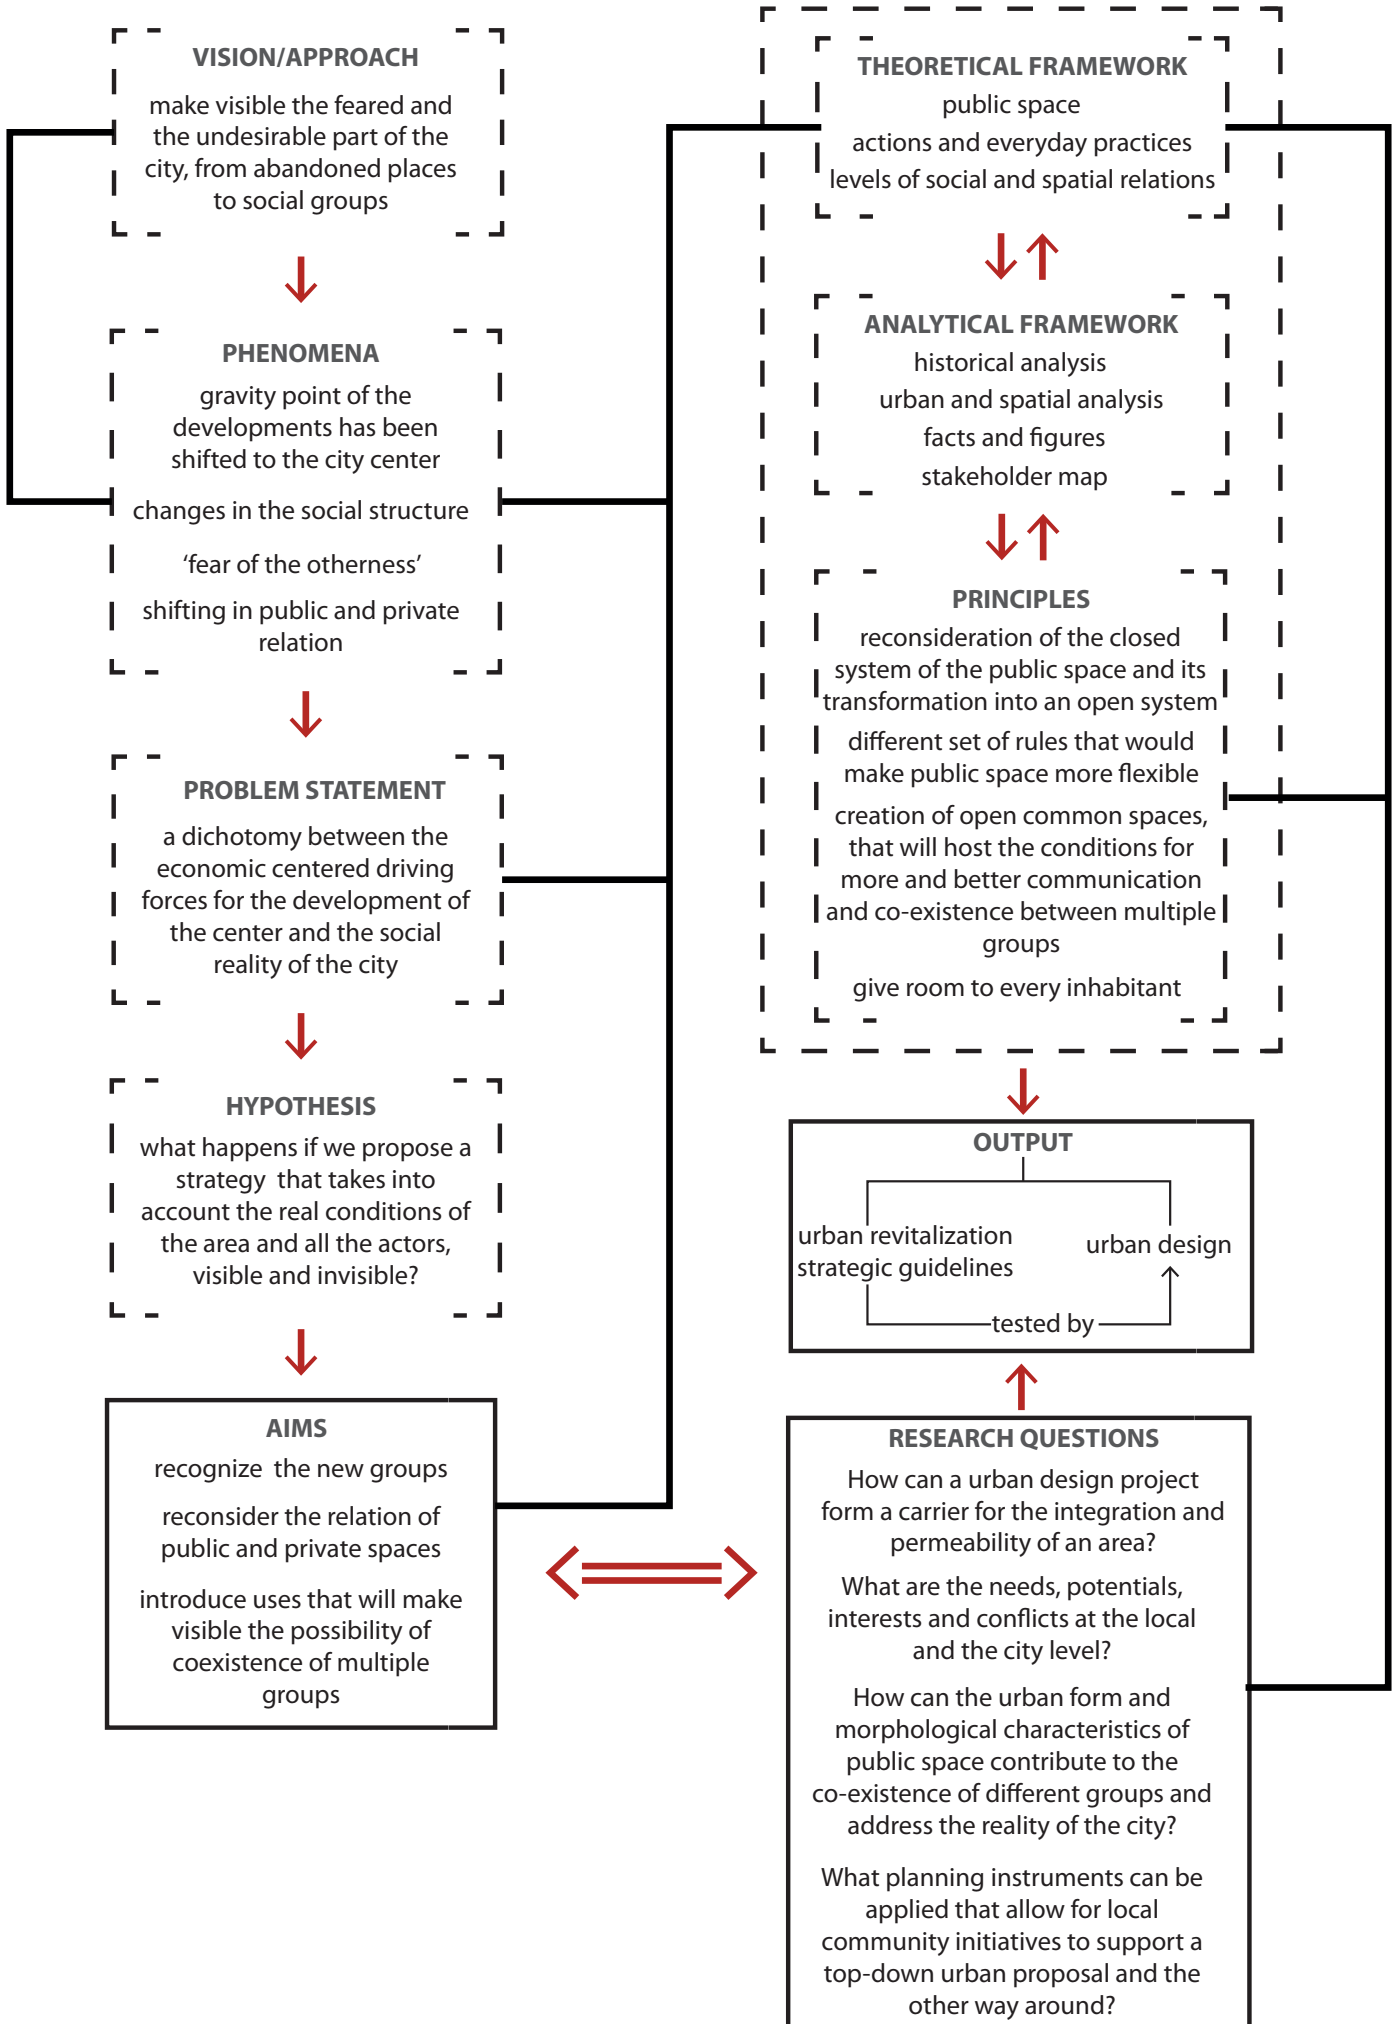 VISION/APPROACH
make visible the feared and
the undesirable part of the
city, from abandoned places
to social groups
PHENOMENA
gravity point of the
developments has been
shifted to the city center
changes in the social structure
‘fear of the otherness’
shifting in public and private
relation
PROBLEM STATEMENT
a dichotomy between the
economic centered driving
forces for the development of
the center and the social
reality of the city
HYPOTHESIS
what happens if we propose a
strategy that takes into
account the real conditions of
the area and all the actors,
visible and invisible?
AIMS
recognize the new groups
reconsider the relation of
public and private spaces
introduce uses that will make
visible the possibility of
coexistence of multiple
groups
THEORETICAL FRAMEWORK
public space
actions and everyday practices
levels of social and spatial relations
ANALYTICAL FRAMEWORK
historical analysis
urban and spatial analysis
facts and figures
stakeholder map
PRINCIPLES
reconsideration of the closed
system of the public space and its
transformation into an open system
different set of rules that would
make public space more flexible
creation of open common spaces,
that will host the conditions for
more and better communication
and co-existence between multiple
groups
give room to every inhabitant
OUTPUT
urban revitalization
strategic guidelines
urban design
tested by
RESEARCH QUESTIONS
How can a urban design project
form a carrier for the integration and
permeability of an area?
What are the needs, potentials,
interests and conflicts at the local
and the city level?
How can the urban form and
morphological characteristics of
public space contribute to the
co-existence of different groups and
address the reality of the city?
What planning instruments can be
applied that allow for local
community initiatives to support a
top-down urban proposal and the
other way around?